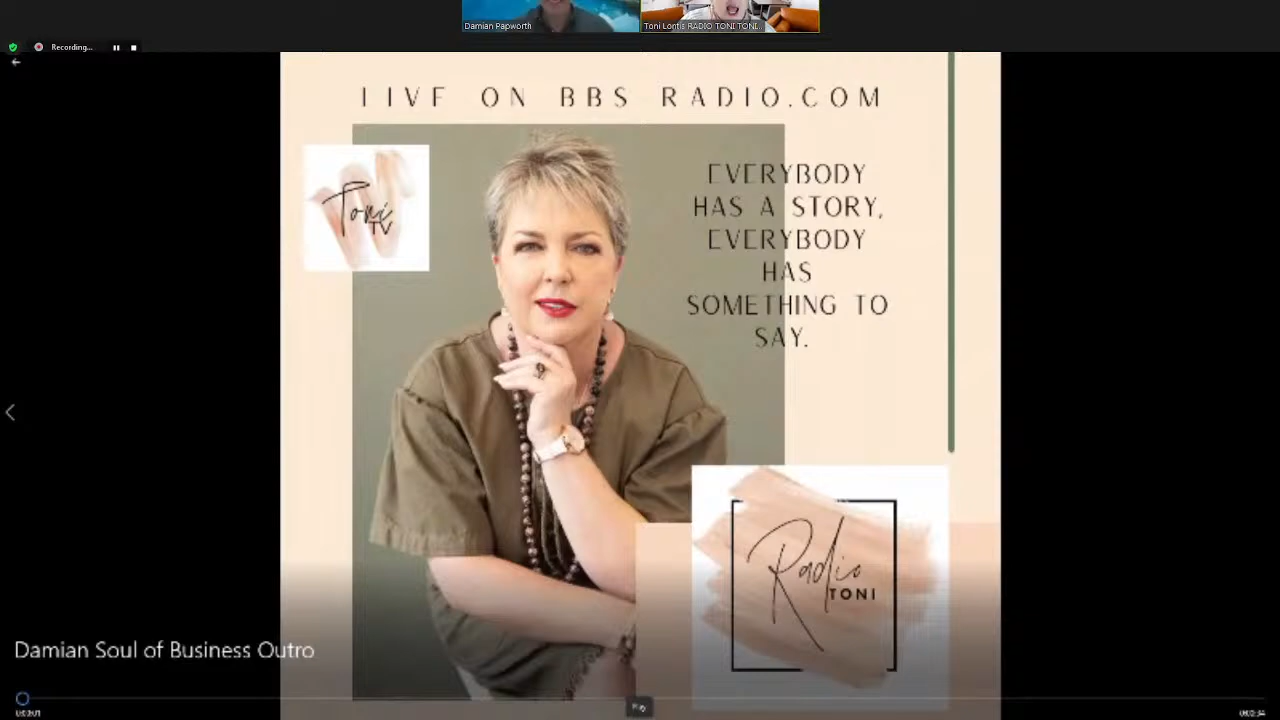 Damian Papworth
Toni Lontis RADIO TONI TONI...
Recording...
LIVE ON BBS RADIO.COM
Toni
TV
EVERYBODY
HAS A STORY,
EVERYBODY
HAS
SOMETHING TO
SAY.
Radio
TONI
Damian Soul of Business Outro
Play